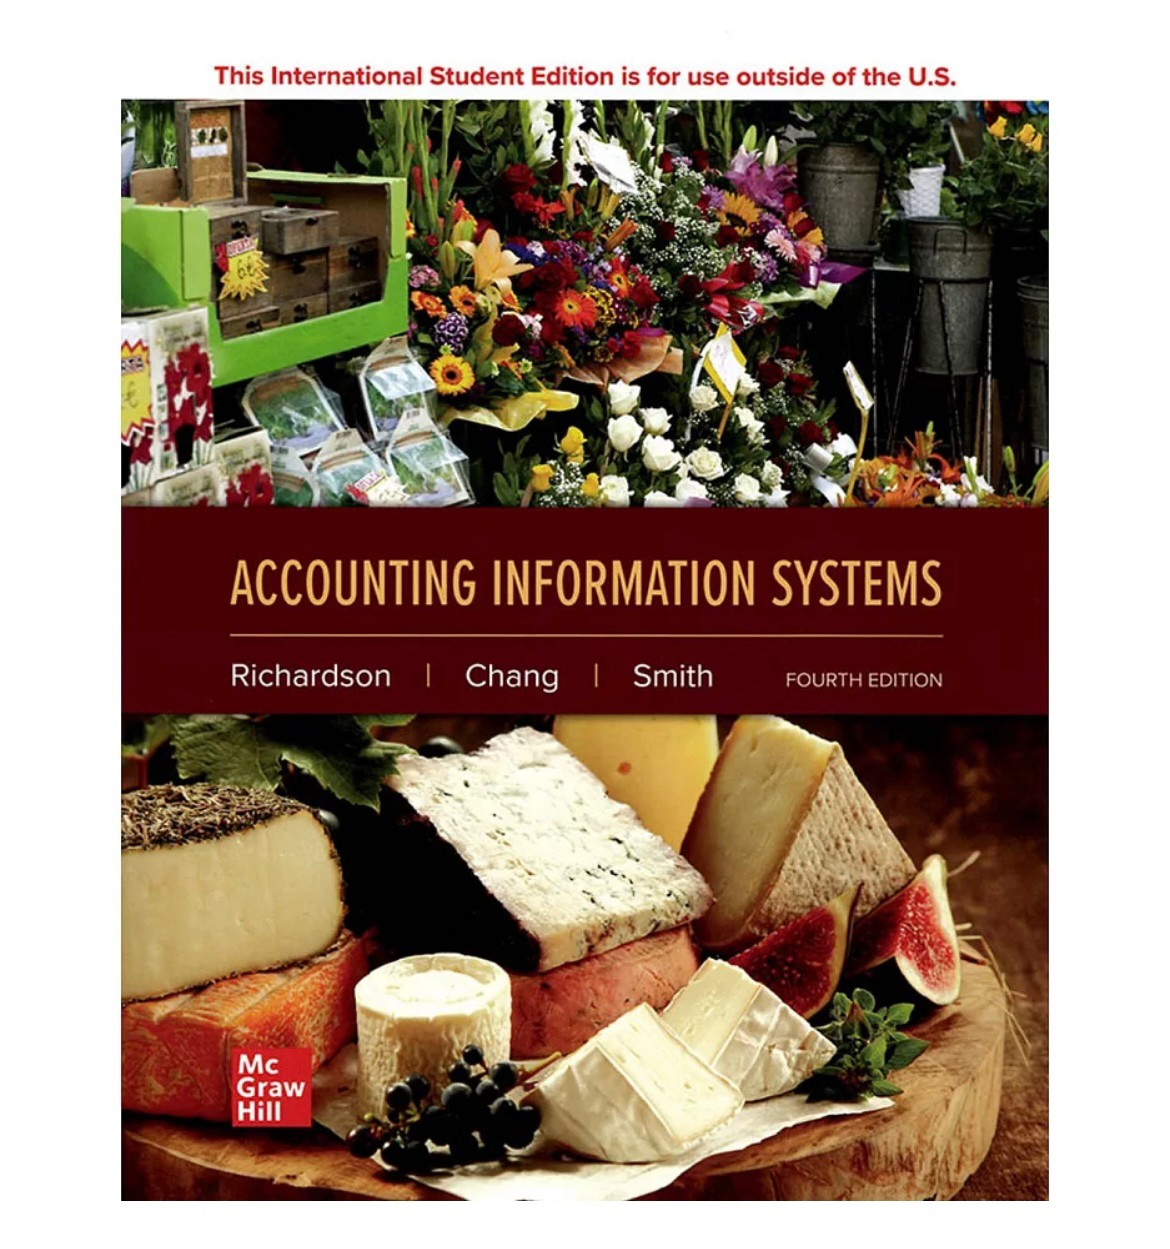 This International Student Edition is for use outside of the U.S.
6€
€
ACCOUNTING INFORMATION SYSTEMS
Richardson | Chang | Smith FOURTH EDITION
Mc
Graw
Hill